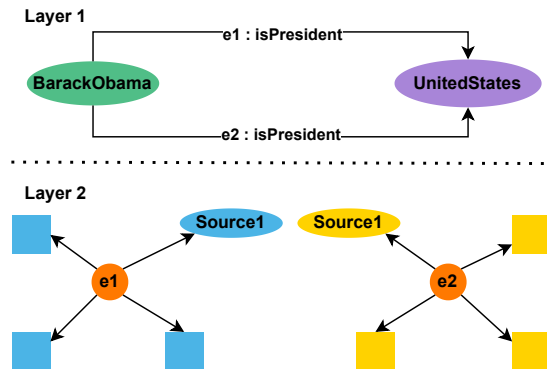 Layer 1
e1 : isPresident
BarackObama
UnitedStates
e2 : isPresident
Layer 2
Source1
Source1
e1
e2